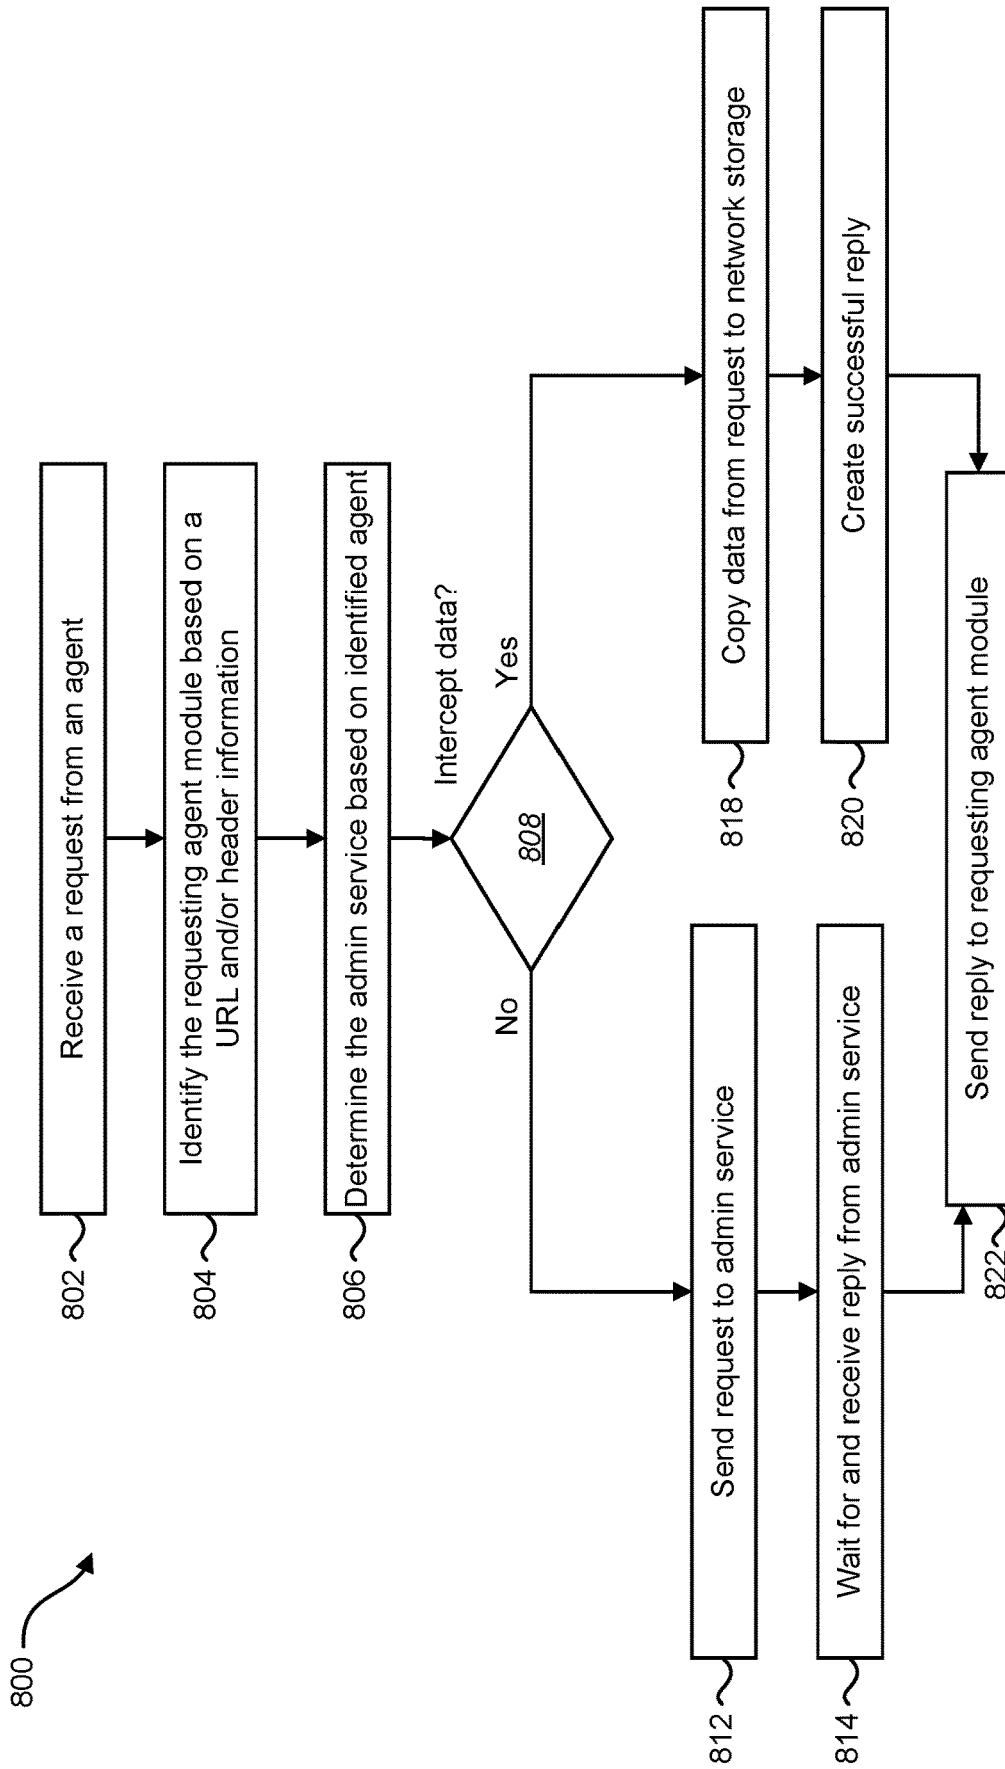 800
802
Receive a request from an agent
804
Identify the requesting agent module based on a
URL and/or header information
806
Determine the admin service based on identified agent
Intercept data?
808
No
Yes
812
Send request to admin service
814
Wait for and receive reply from admin service
818
Copy data from request to network storage
820
Create successful reply
822
Send reply to requesting agent module